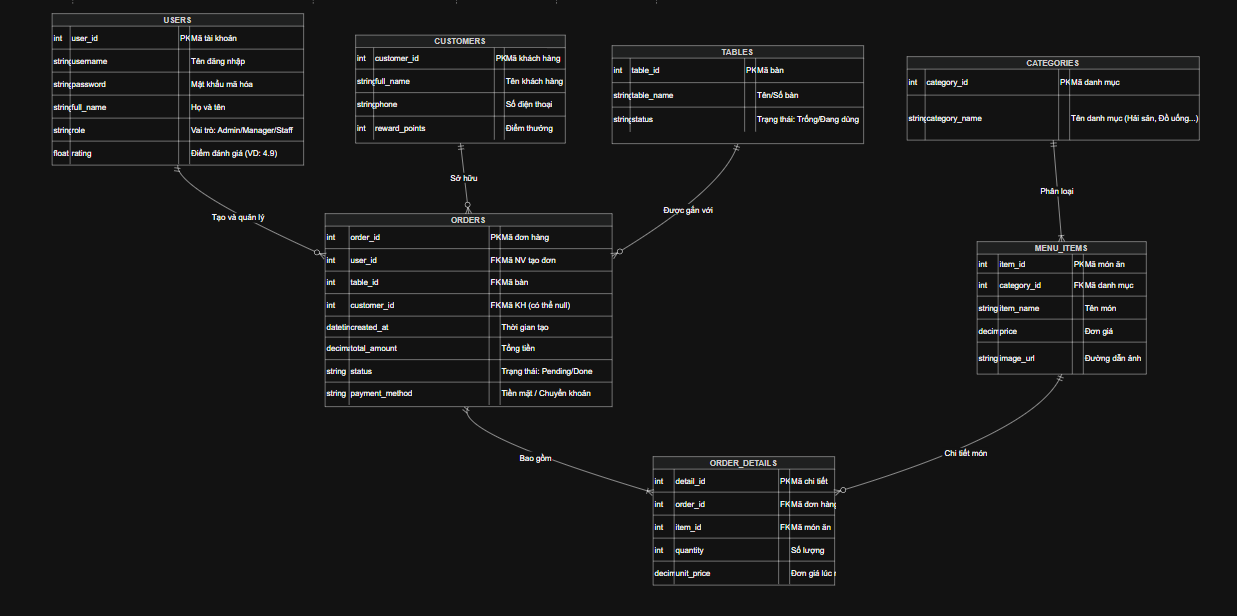 USERS
int user_id PK Mã tài khoản
string username Tên đăng nhập
string password Mật khẩu mã hóa
string full_name Họ và tên
string role Vai trò: Admin/Manager/Staff
float rating Điểm đánh giá (VD: 4.9)
CUSTOMERS
int customer_id PK Mã khách hàng
string full_name Tên khách hàng
string phone Số điện thoại
int reward_points Điểm thưởng
TABLES
int table_id PK Mã bàn
string table_name Tên/Số bàn
string status Trạng thái: Trống/Đang dùng
CATEGORIES
int category_id PK Mã danh mục
string category_name Tên danh mục (Hải sản, Đồ uống...)
Tạo và quản lý
Sở hữu
Được gắn với
Phân loại
ORDERS
int order_id PK Mã đơn hàng
int user_id FK Mã NV tạo đơn
int table_id FK Mã bàn
int customer_id FK Mã KH (có thể null)
datetim created_at Thời gian tạo
decima total_amount Tổng tiền
string status Trạng thái: Pending/Done
string payment_method Tiền mặt / Chuyển khoản
MENU_ITEMS
int item_id PK Mã món ăn
int category_id FK Mã danh mục
string item_name Tên món
decim price Đơn giá
string image_url Đường dẫn ảnh
Bao gồm
Chi tiết món
ORDER_DETAILS
int detail_id PK Mã chi tiết
int order_id FK Mã đơn hàng
int item_id FK Mã món ăn
int quantity Số lượng
decim unit_price Đơn giá lúc